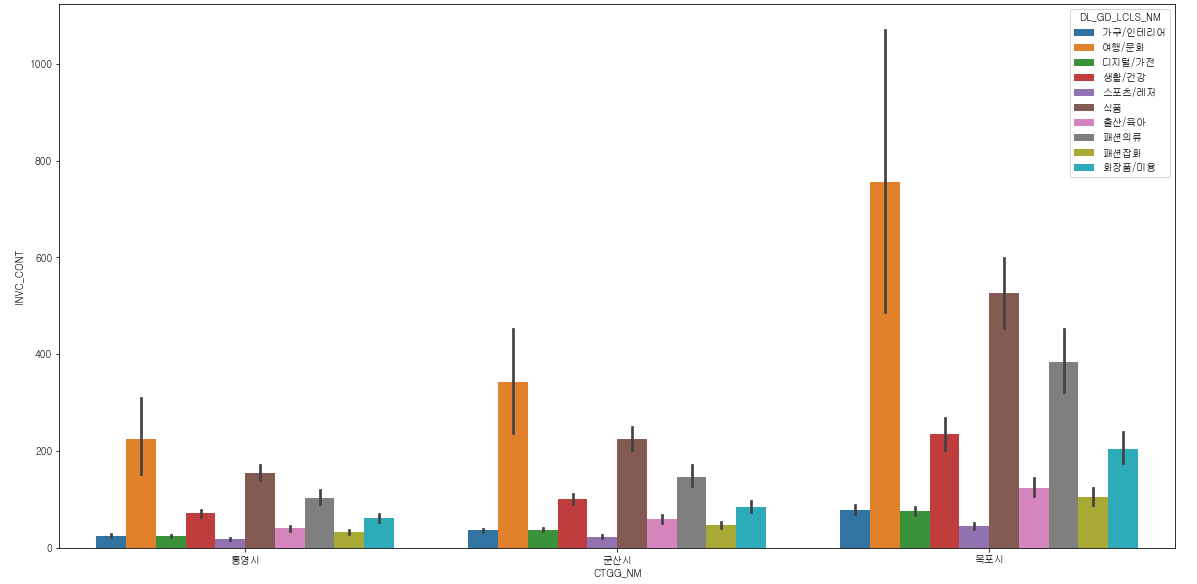 DL_GD_LCLS_NM
가구/인테리어
여행/문화
디지털/가전
생활/건강
스포츠/레저
식품
출산/육아
패션의류
패션잡화
화장품/미용
1000
800
600
400
200
0
INVC_CONT
통영시
군산시
목포시
CTGG_NM